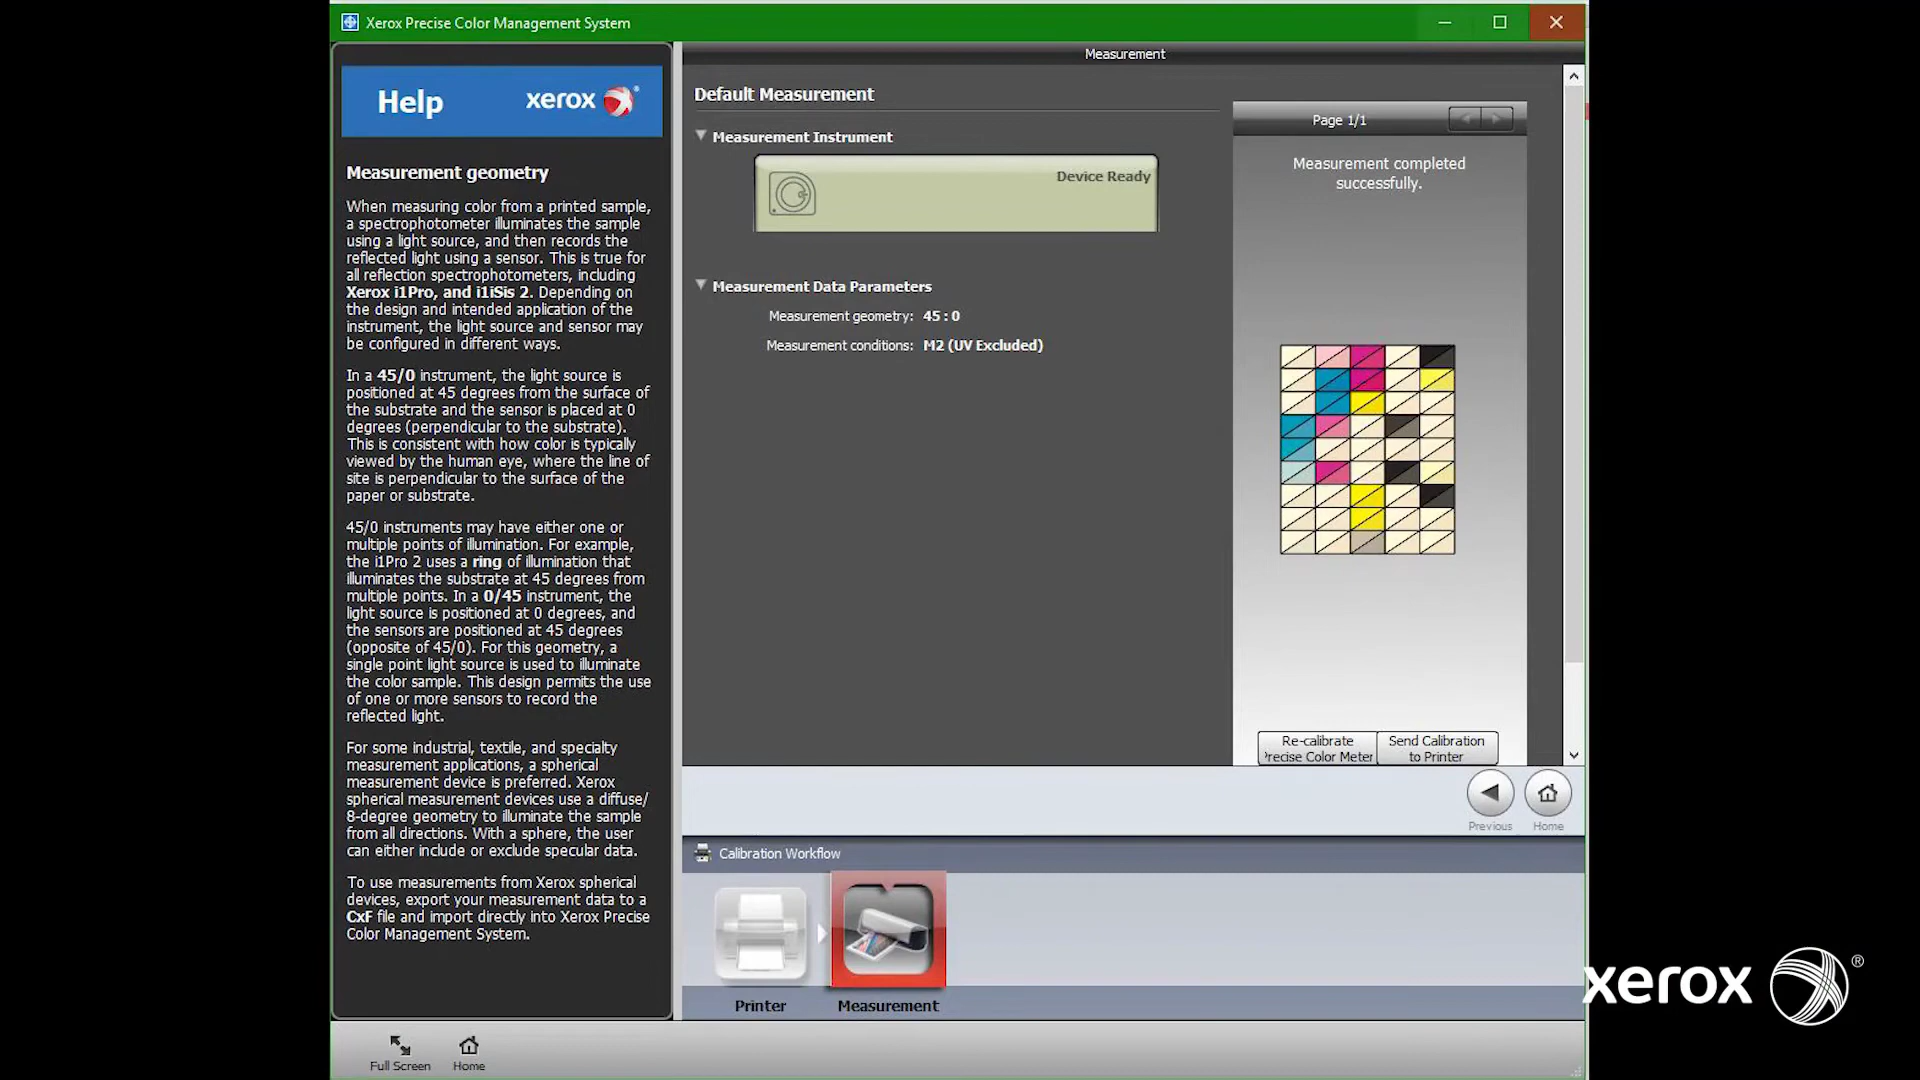 Xerox Precise Color Management System
Help
xerox
Measurement geometry
When measuring color from a printed sample,
a spectrophotometer illuminates the sample
using a light source, and then records the
reflected light using a sensor. This is true for
all reflection spectrophotometers, including
Xerox i1Pro, and i1iSis 2. Depending on
the design and intended application of the
instrument, the light source and sensor may
be configured in different ways.
In a 45/0 instrument, the light source is
positioned at 45 degrees from the surface of
the substrate and the sensor is placed at 0
degrees (perpendicular to the substrate).
This is consistent with how color is typically
viewed by the human eye, where the line of
site is perpendicular to the surface of the
paper or substrate.
45/0 instruments may have either one or
multiple points of illumination. For example,
the i1Pro 2 uses a ring of illumination that
illuminates the substrate at 45 degrees from
multiple points. In a 0/45 instrument, the
light source is positioned at 0 degrees, and
the sensors are positioned at 45 degrees
(opposite of 45/0). For this geometry, a
single point light source is used to illuminate
the color sample. This design permits the use
of one or more sensors to record the
reflected light.
For some industrial, textile, and specialty
measurement applications, a spherical
measurement device is preferred. Xerox
spherical measurement devices use a diffuse/
8-degree geometry to illuminate the sample
from all directions. With a sphere, the user
can either include or exclude specular data.
To use measurements from Xerox spherical
devices, export your measurement data to a
CxF file and import directly into Xerox Precise
Color Management System.
Full Screen
Home
Measurement
Default Measurement
Measurement Instrument
Device Ready
Measurement Data Parameters
Measurement geometry: 45 : 0
Measurement conditions: M2 (UV Excluded)
Page 1/1
Measurement completed
successfully.
Re-calibrate
Precise Color Meter
Send Calibration
to Printer
Previous
Home
Calibration Workflow
Printer
Measurement
xerox ®